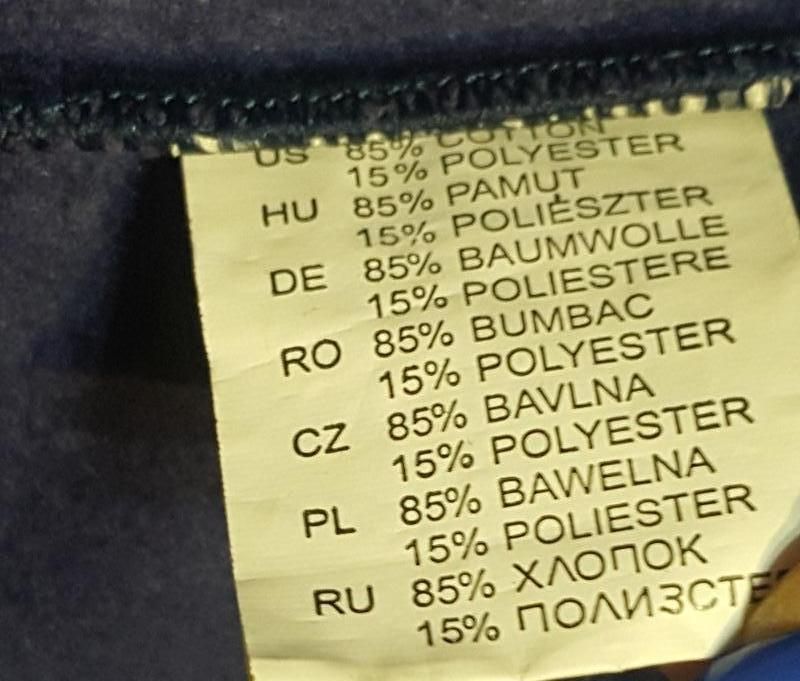 US 85% COTTON
15% POLYESTER
HU 85% PAMUT
15% POLIÉSZTER
DE 85% BAUMWOLLE
15% POLIESTERE
RO 85% BUMBAC
15% POLYESTER
CZ 85% BAVLNA
15% POLYESTER
PL 85% BAWELNA
15% POLIESTER
RU 85% ХЛОПОК
15%